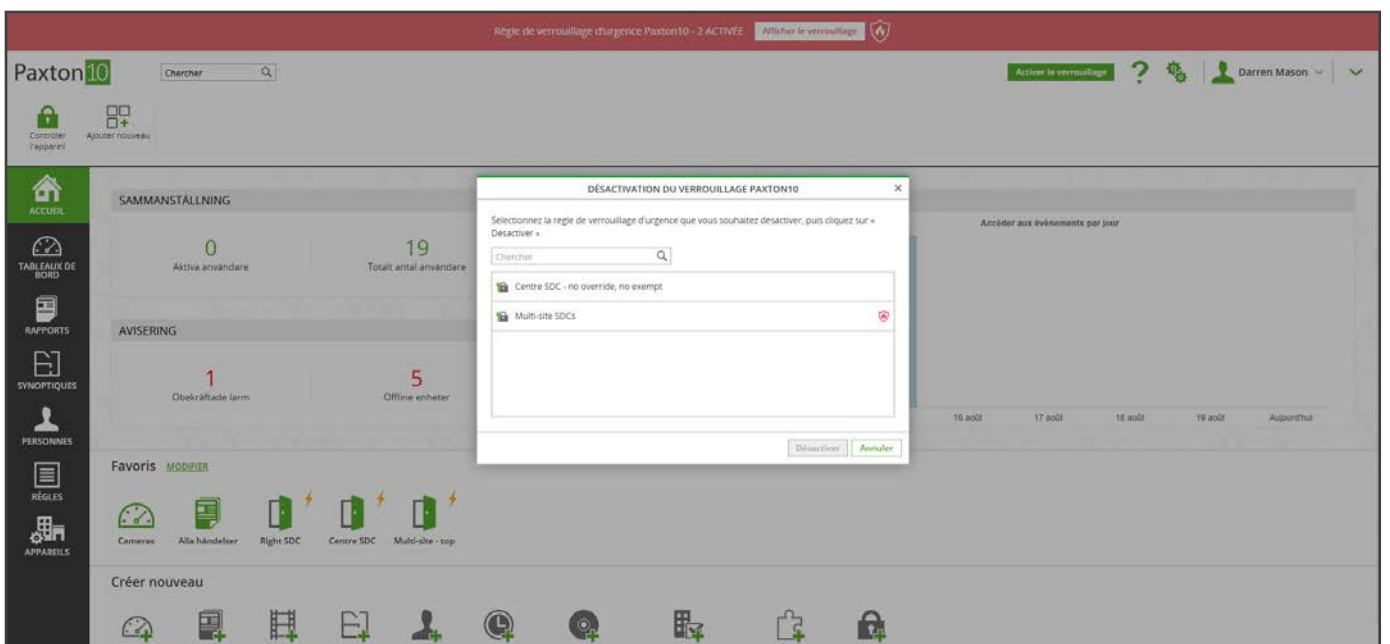 Règle de verrouillage d'urgence Paxton10 - 2 ACTIVÉE Afficher le verrouillage
Paxton10 Chercher Activer le verrouillage ? Darren Mason
Contrôler l'appareil
Ajouter nouveau
ACCUEIL
TABLEAUX DE BORD
RAPPORTS
SYNOPTIQUES
PERSONNES
RÈGLES
APPAREILS
SAMMANSTÄLLNING
0
Aktiva användare
19
Totalt antal användare
AVISERING
1
Obekräftade larm
5
Offline enheter
DÉSACTIVATION DU VERROUILLAGE PAXTON10
Sélectionnez la règle de verrouillage d'urgence que vous souhaitez désactiver, puis cliquez sur «
Désactiver »
Chercher
Centre SDC - no override, no exempt
Multi-site SDCs
Désactiver Annuler
Accéder aux évènements par jour
16 août 17 août 18 août 19 août Aujourd'hui
Favoris MODIFIER
Cameras Alla händelser Right SDC Centre SDC Multi-site - top
Créer nouveau